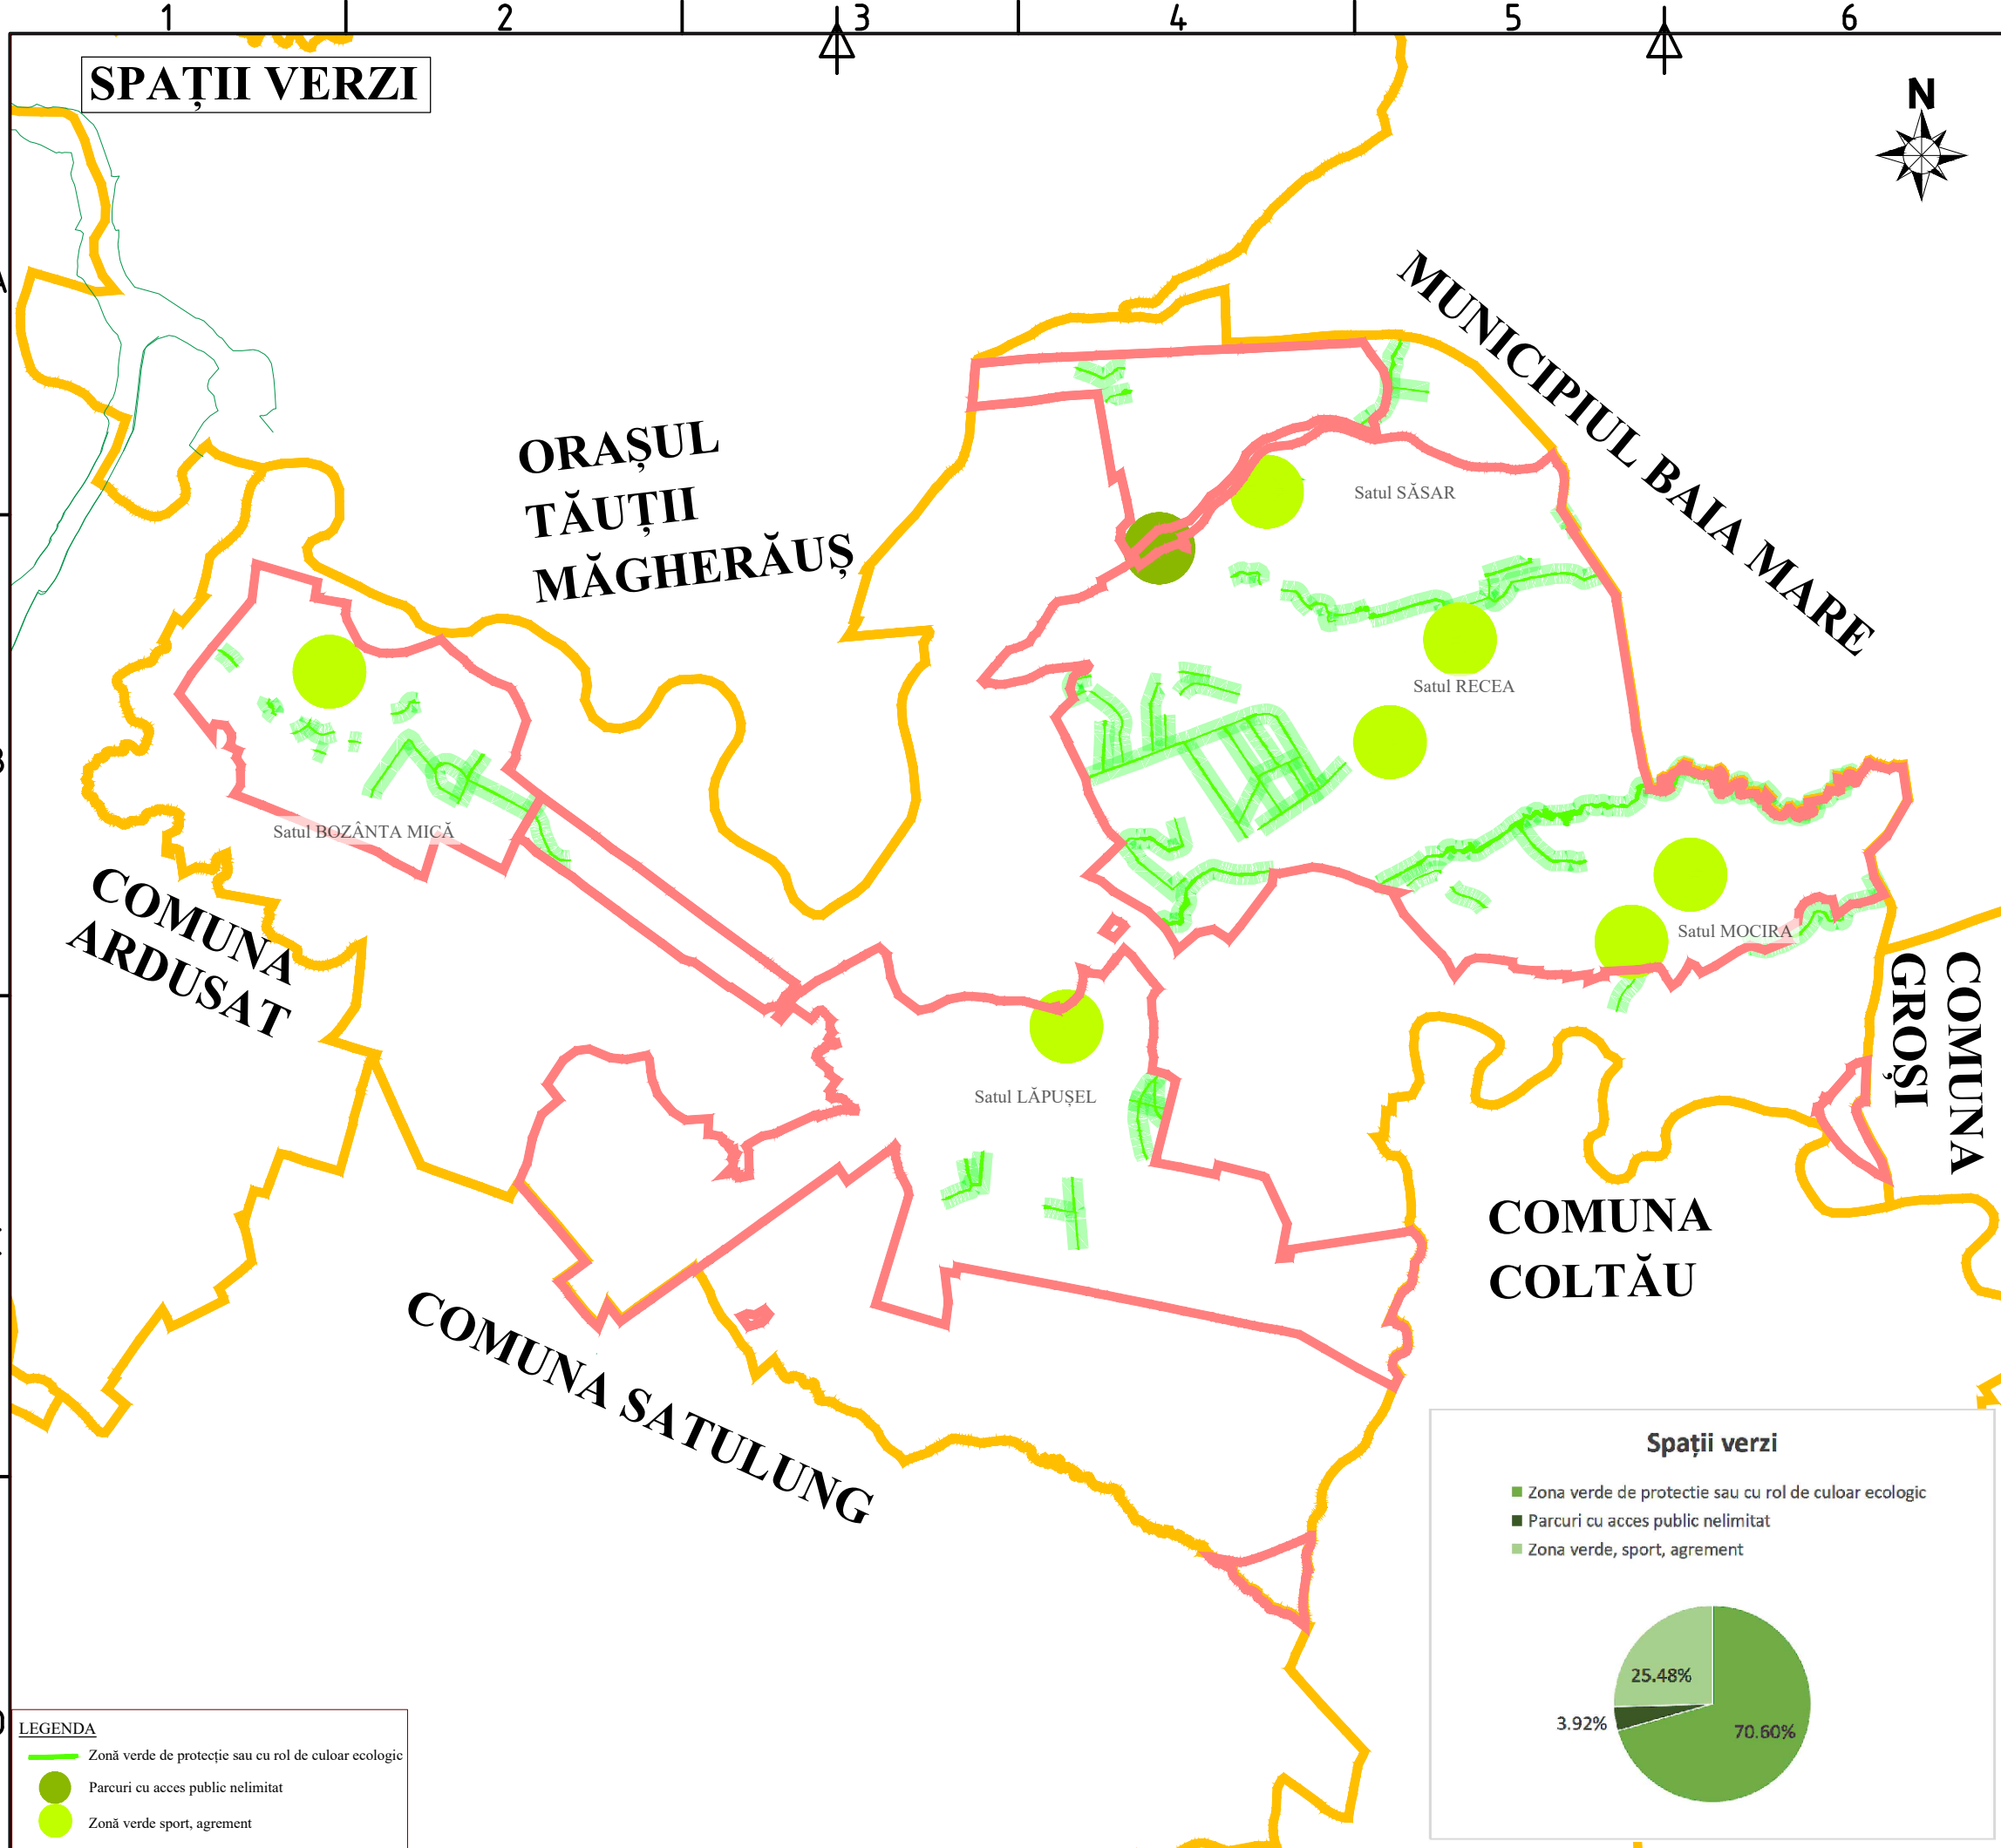 1 2 3 4 5 6
SPAȚII VERZI
N
A
MUNICIPIUL BAIA MARE
ORAȘUL
TĂUȚII
MĂGHERĂUȘ
Satul SĂSAR
Satul RECEA
B
Satul BOZÂNTA MICĂ
COMUNA
ARDUSAT
Satul MOCIRA
COMUNA
GROȘI
Satul LĂPUȘEL
COMUNA
COLTĂU
COMUNA SATULUNG
Spații verzi
Zona verde de protectie sau cu rol de culoar ecologic
Parcuri cu acces public nelimitat
Zona verde, sport, agrement
25.48%
3.92%
70.60%
LEGENDA
Zonă verde de protecție sau cu rol de culoar ecologic
Parcuri cu acces public nelimitat
Zonă verde sport, agrement